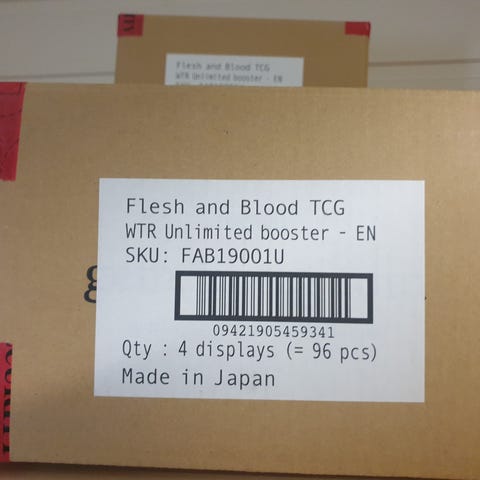 Flesh and Blood TCG
WTR Unlimited booster - EN
Flesh and Blood TCG
WTR Unlimited booster - EN
SKU: FAB19001U
g
09421905459341
Qty : 4 displays (= 96 pcs)
Made in Japan